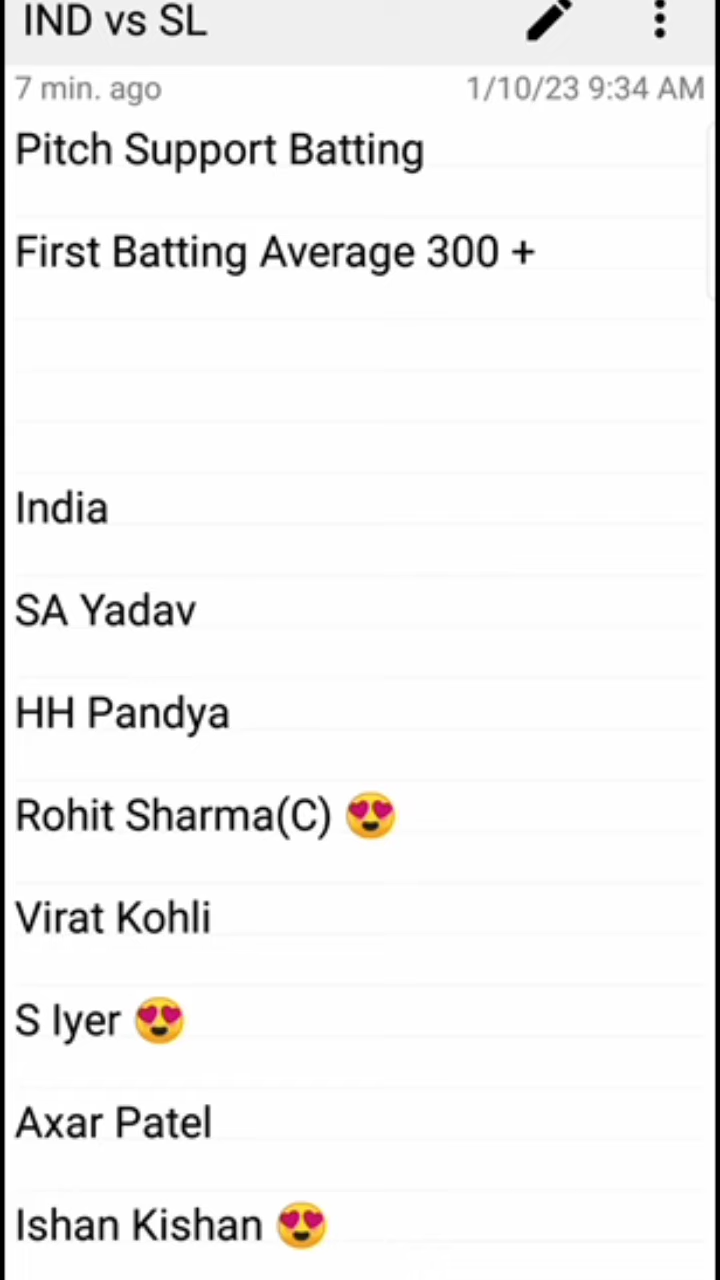 IND vs SL
7 min. ago 1/10/23 9:34 AM
Pitch Support Batting
First Batting Average 300 +
India
SA Yadav
HH Pandya
Rohit Sharma(C) 😍
Virat Kohli
S Iyer 😍
Axar Patel
Ishan Kishan 😍